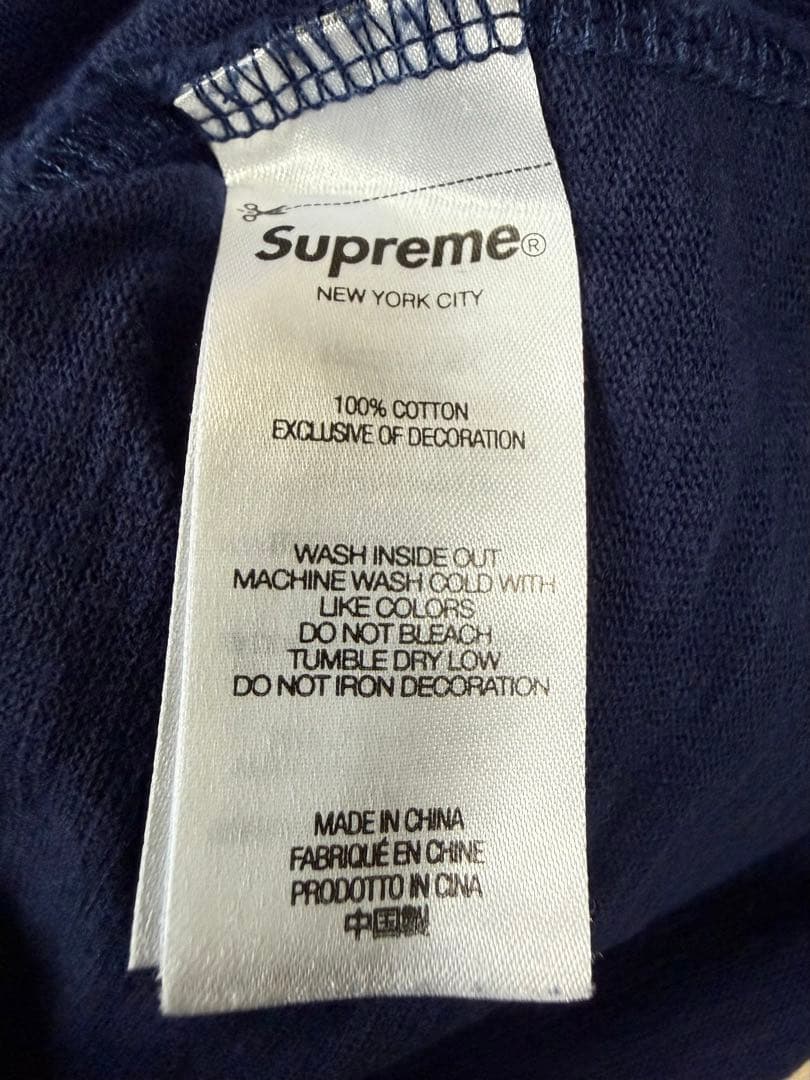 Supreme®
NEW YORK CITY
100% COTTON
EXCLUSIVE OF DECORATION
WASH INSIDE OUT
MACHINE WASH COLD WITH
LIKE COLORS
DO NOT BLEACH
TUMBLE DRY LOW
DO NOT IRON DECORATION
MADE IN CHINA
FABRIQUÉ EN CHINE
PRODOTTO IN CINA
中国製